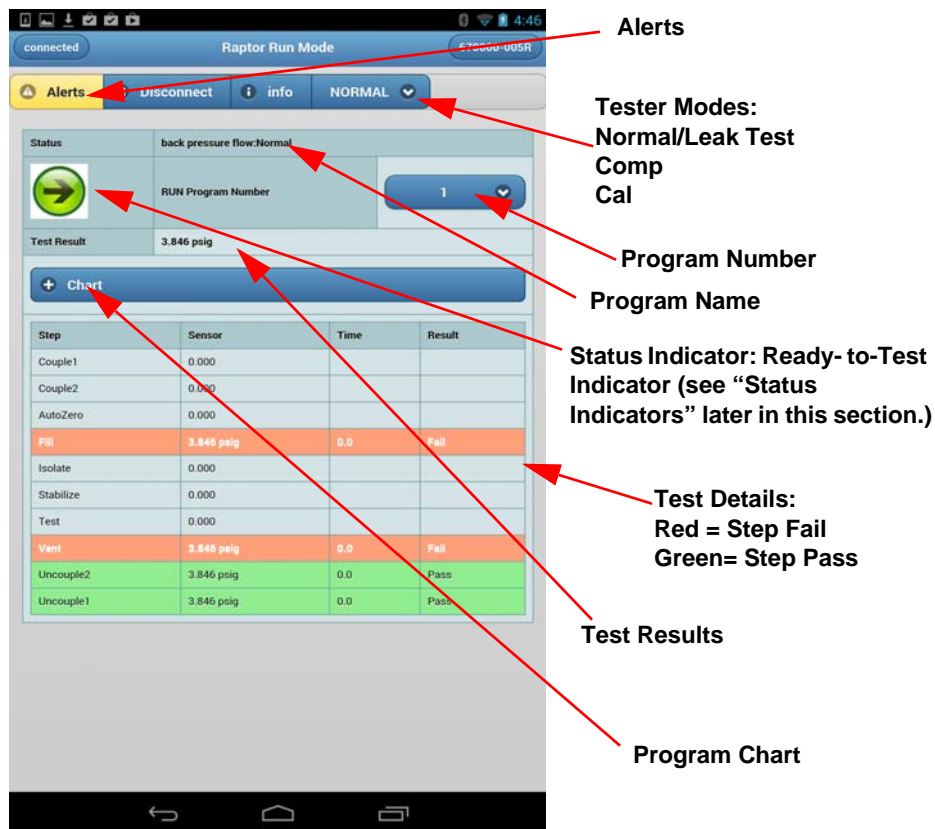 4:46
connected
Raptor Run Mode
670000-005R
Alerts
Disconnect
info
NORMAL
Status
back pressure flow:Normal
RUN Program Number
1
Test Result
3.846 psig
Chart
Step Sensor Time Result
Couple1 0.000
Couple2 0.000
AutoZero 0.000
Fill 3.846 psig 0.0 Fail
Isolate 0.000
Stabilize 0.000
Test 0.000
Vent 3.846 psig 0.0 Fail
Uncouple2 3.846 psig 0.0 Pass
Uncouple1 3.846 psig 0.0 Pass
Alerts
Tester Modes:
Normal/Leak Test
Comp
Cal
Program Number
Program Name
Status Indicator: Ready- to-Test
Indicator (see “Status
Indicators” later in this section.)
Test Details:
Red = Step Fail
Green= Step Pass
Test Results
Program Chart